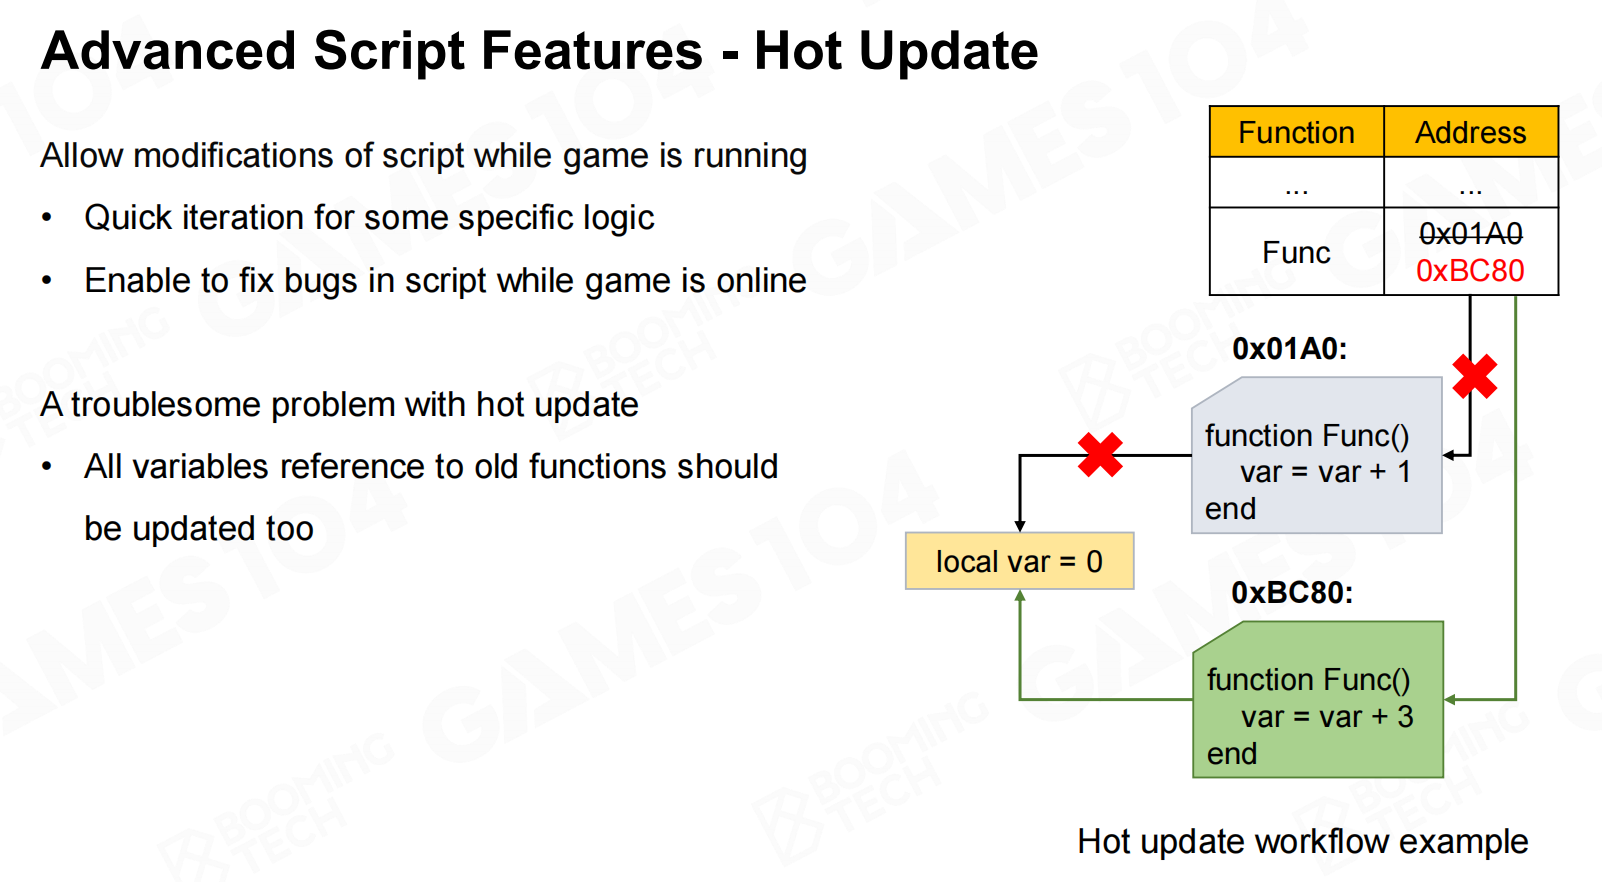 Advanced Script Features - Hot Update
Allow modifications of script while game is running
• Quick iteration for some specific logic
• Enable to fix bugs in script while game is online
A troublesome problem with hot update
• All variables reference to old functions should
be updated too
Function Address
... ...
Func 0x01A0
0xBC80
0x01A0:
function Func()
var = var + 1
end
local var = 0
0xBC80:
function Func()
var = var + 3
end
Hot update workflow example
GAMES104
BOOMING
TECH